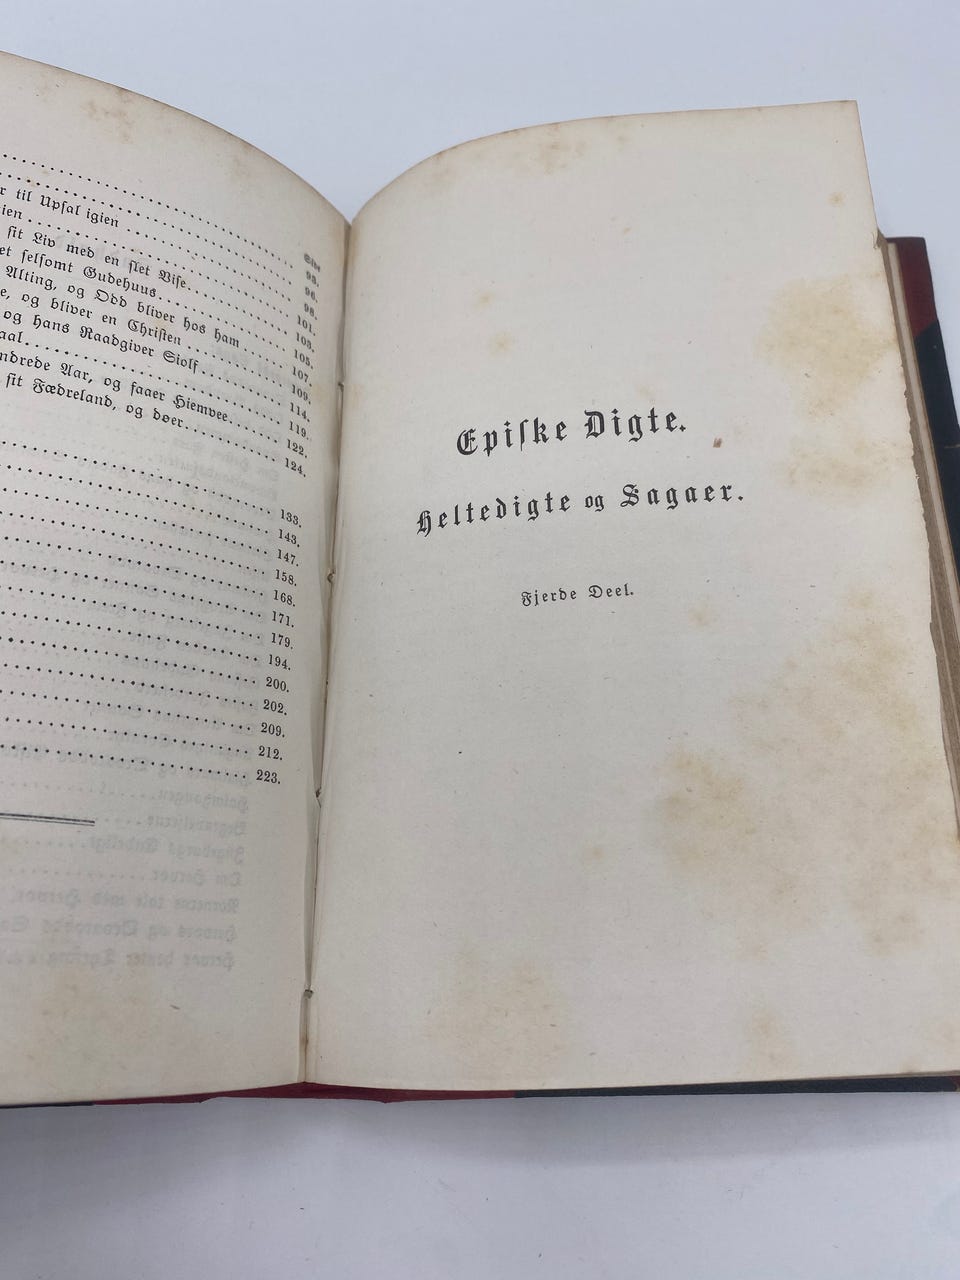 Side
r til Upsal igien 93.
ien 96.
sit Liv med en slet Vise. 98.
et selsomt Gudehuus. 101.
Alting, og Odd bliver hos ham 103.
e, og bliver en Christen 105.
og hans Raadgiver Siolf 107.
aal. 109.
ndrede Aar, og faaer Hiemvee. 114.
sit Fædreland, og døer. 119.
122.
124.
133.
143.
147.
158.
168.
171.
179.
194.
200.
202.
209.
212.
223.
Episke Digte.
Heltedigte og Sagaer.
Fjerde Deel.